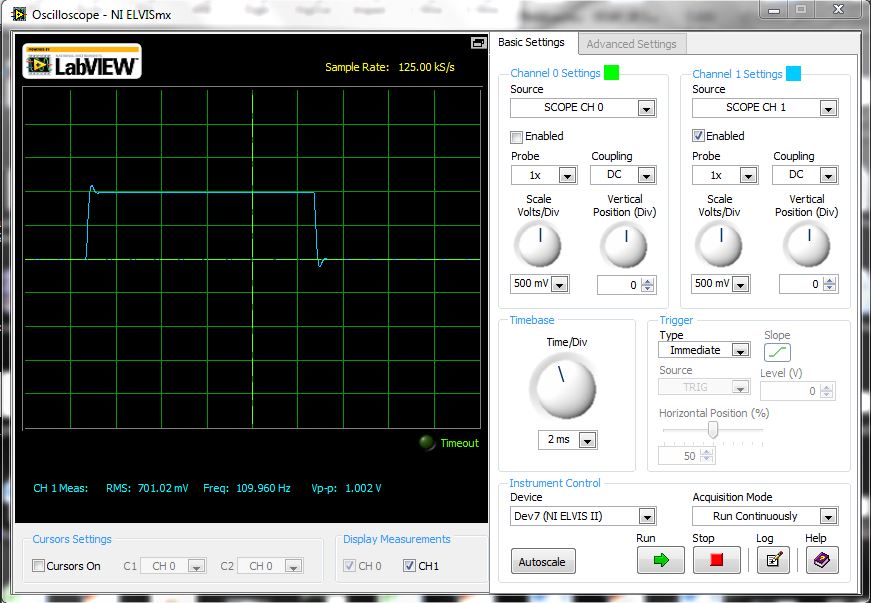 Oscilloscope - NI ELVISmx
POWERED BY
LabVIEW™
Sample Rate: 125.00 kS/s
Timeout
CH 1 Meas: RMS: 701.02 mV Freq: 109.960 Hz Vp-p: 1.002 V
Cursors Settings
Cursors On C1 CH 0 C2 CH 0
Display Measurements
CH 0 CH1
Basic Settings Advanced Settings
Channel 0 Settings
Source
SCOPE CH 0
Enabled
Probe Coupling
1x DC
Scale Vertical
Volts/Div Position (Div)
500 mV 0
Channel 1 Settings
Source
SCOPE CH 1
Enabled
Probe Coupling
1x DC
Scale Vertical
Volts/Div Position (Div)
500 mV 0
Timebase
Time/Div
2 ms
Trigger
Type Slope
Immediate
Source Level (V)
TRIG 0
Horizontal Position (%)
50
Instrument Control
Device Acquisition Mode
Dev7 (NI ELVIS II) Run Continuously
Run Stop Log Help
Autoscale